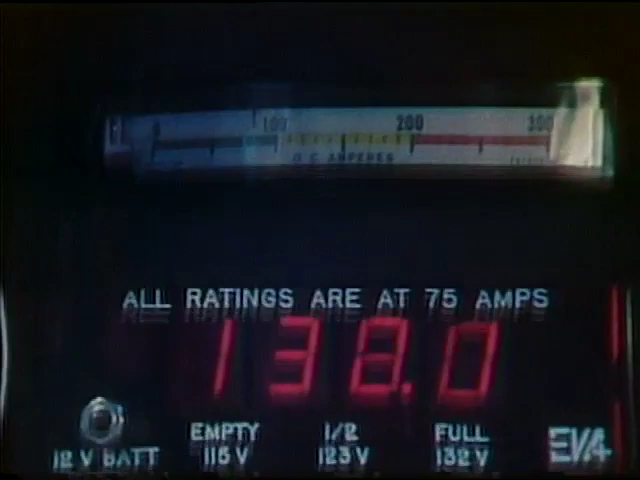 100 200 300
D.C. AMPERES
ALL RATINGS ARE AT 75 AMPS
138.0
EMPTY 1/2 FULL EVA
12 V BATT 115 V 123 V 132 V